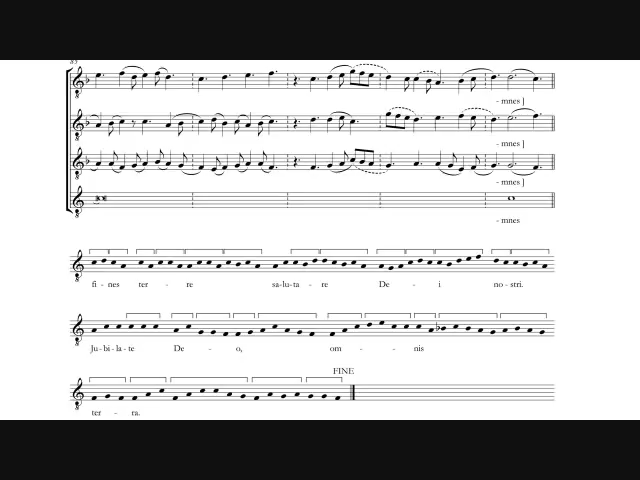 85
- mnes |
- mnes |
- mnes |
- mnes
fi - nes ter - re sa-lu-ta - re De - i no-stri.
Ju-bi-la-te De - o, om - - nis
FINE
ter - ra.